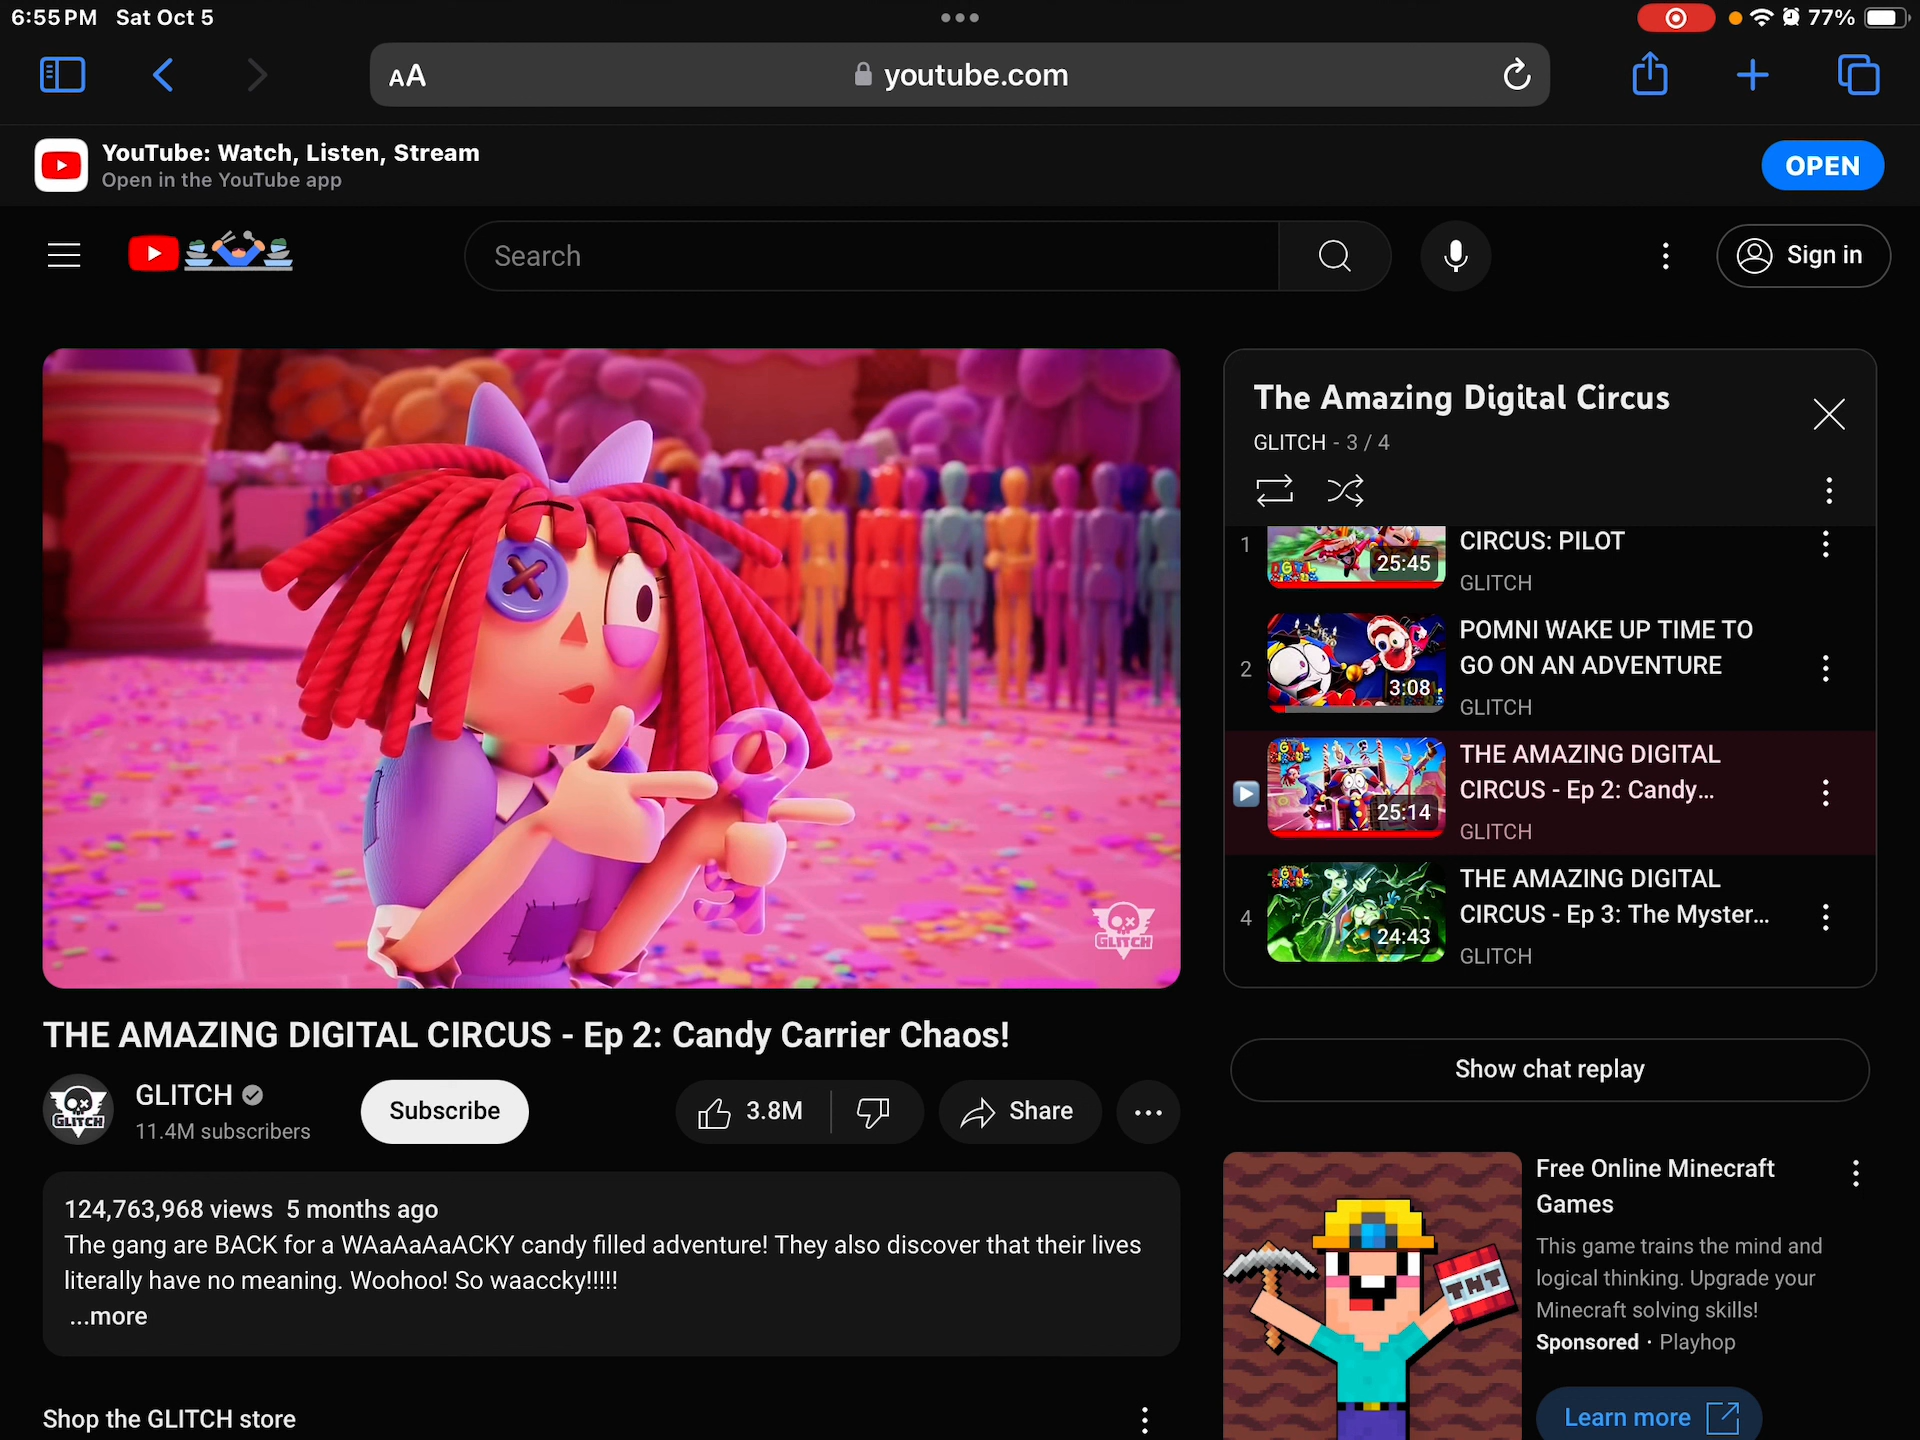 6:55 PM Sat Oct 5
77%
AA
youtube.com
YouTube: Watch, Listen, Stream
Open in the YouTube app
OPEN
Search
Sign in
GLITCH
The Amazing Digital Circus
GLITCH - 3 / 4
1
25:45
CIRCUS: PILOT
GLITCH
2
3:08
POMNI WAKE UP TIME TO
GO ON AN ADVENTURE
GLITCH
25:14
THE AMAZING DIGITAL
CIRCUS - Ep 2: Candy...
GLITCH
4
24:43
THE AMAZING DIGITAL
CIRCUS - Ep 3: The Myster...
GLITCH
THE AMAZING DIGITAL CIRCUS - Ep 2: Candy Carrier Chaos!
GLITCH
GLITCH
11.4M subscribers
Subscribe
3.8M
Share
Show chat replay
124,763,968 views 5 months ago
The gang are BACK for a WAaAaAaACKY candy filled adventure! They also discover that their lives
literally have no meaning. Woohoo! So waaccky!!!!!
...more
Shop the GLITCH store
TNT
Free Online Minecraft
Games
This game trains the mind and
logical thinking. Upgrade your
Minecraft solving skills!
Sponsored · Playhop
Learn more